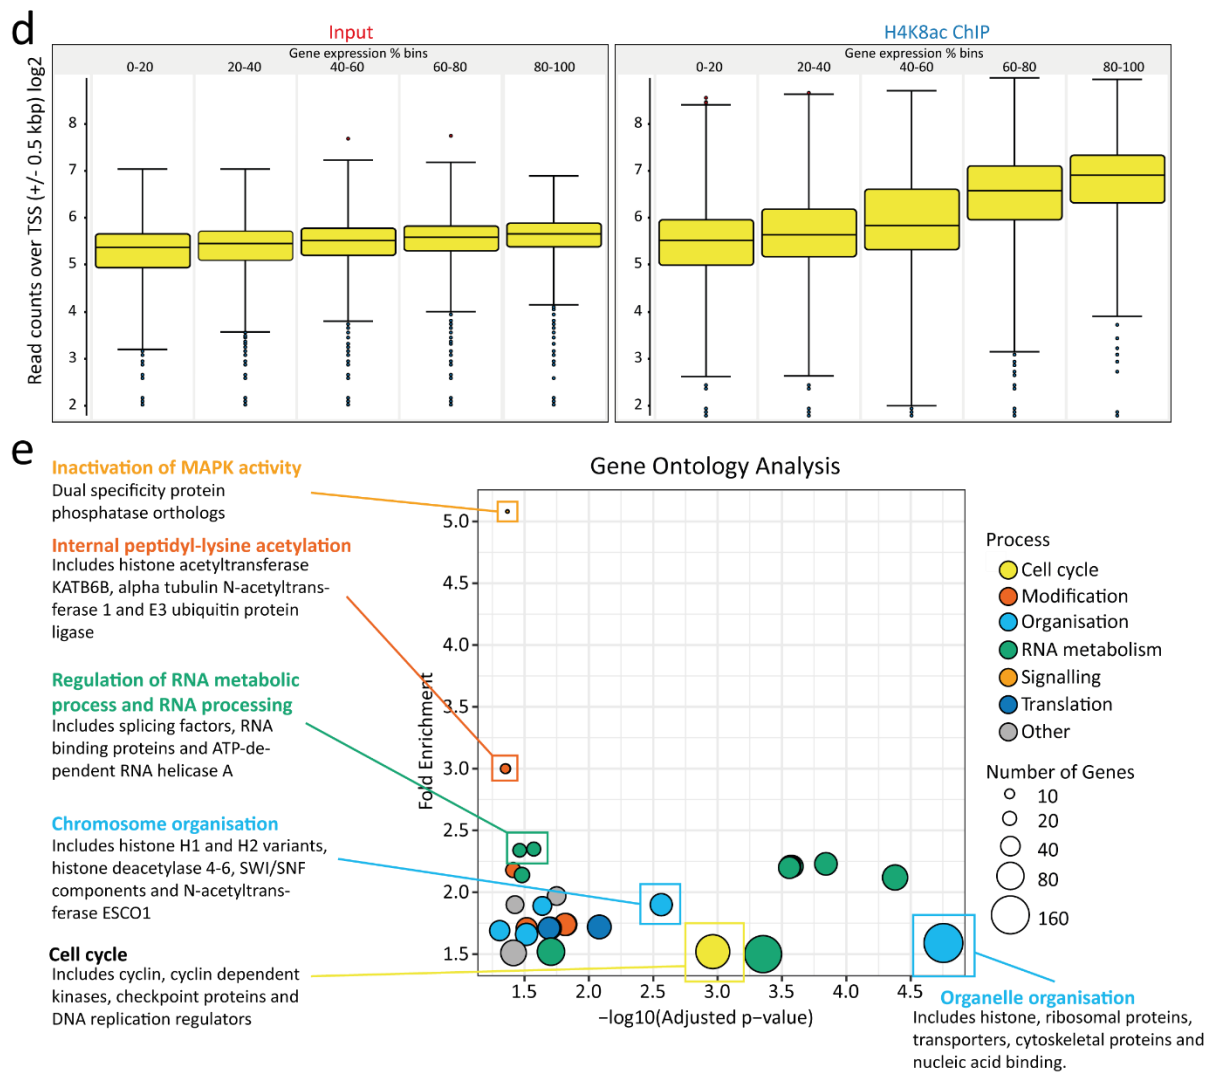 d
Input
H4K8ac ChIP
Gene expression % bins
Gene expression % bins
0-20 20-40 40-60 60-80 80-100
0-20 20-40 40-60 60-80 80-100
Read counts over TSS (+/- 0.5 kbp) log2
8
7
6
5
4
3
2
8
7
6
5
4
3
2
e
Inactivation of MAPK activity
Dual specificity protein
phosphatase orthologs
Internal peptidyl-lysine acetylation
Includes histone acetyltransferase
KATB6B, alpha tubulin N-acetyltrans-
ferase 1 and E3 ubiquitin protein
ligase
Regulation of RNA metabolic
process and RNA processing
Includes splicing factors, RNA
binding proteins and ATP-de-
pendent RNA helicase A
Chromosome organisation
Includes histone H1 and H2 variants,
histone deacetylase 4-6, SWI/SNF
components and N-acetyltrans-
ferase ESCO1
Cell cycle
Includes cyclin, cyclin dependent
kinases, checkpoint proteins and
DNA replication regulators
Gene Ontology Analysis
Fold Enrichment
5.0
4.5
4.0
3.5
3.0
2.5
2.0
1.5
1.5 2.0 2.5 3.0 3.5 4.0 4.5
−log10(Adjusted p−value)
Process
Cell cycle
Modification
Organisation
RNA metabolism
Signalling
Translation
Other
Number of Genes
10
20
40
80
160
Organelle organisation
Includes histone, ribosomal proteins,
transporters, cytoskeletal proteins and
nucleic acid binding.